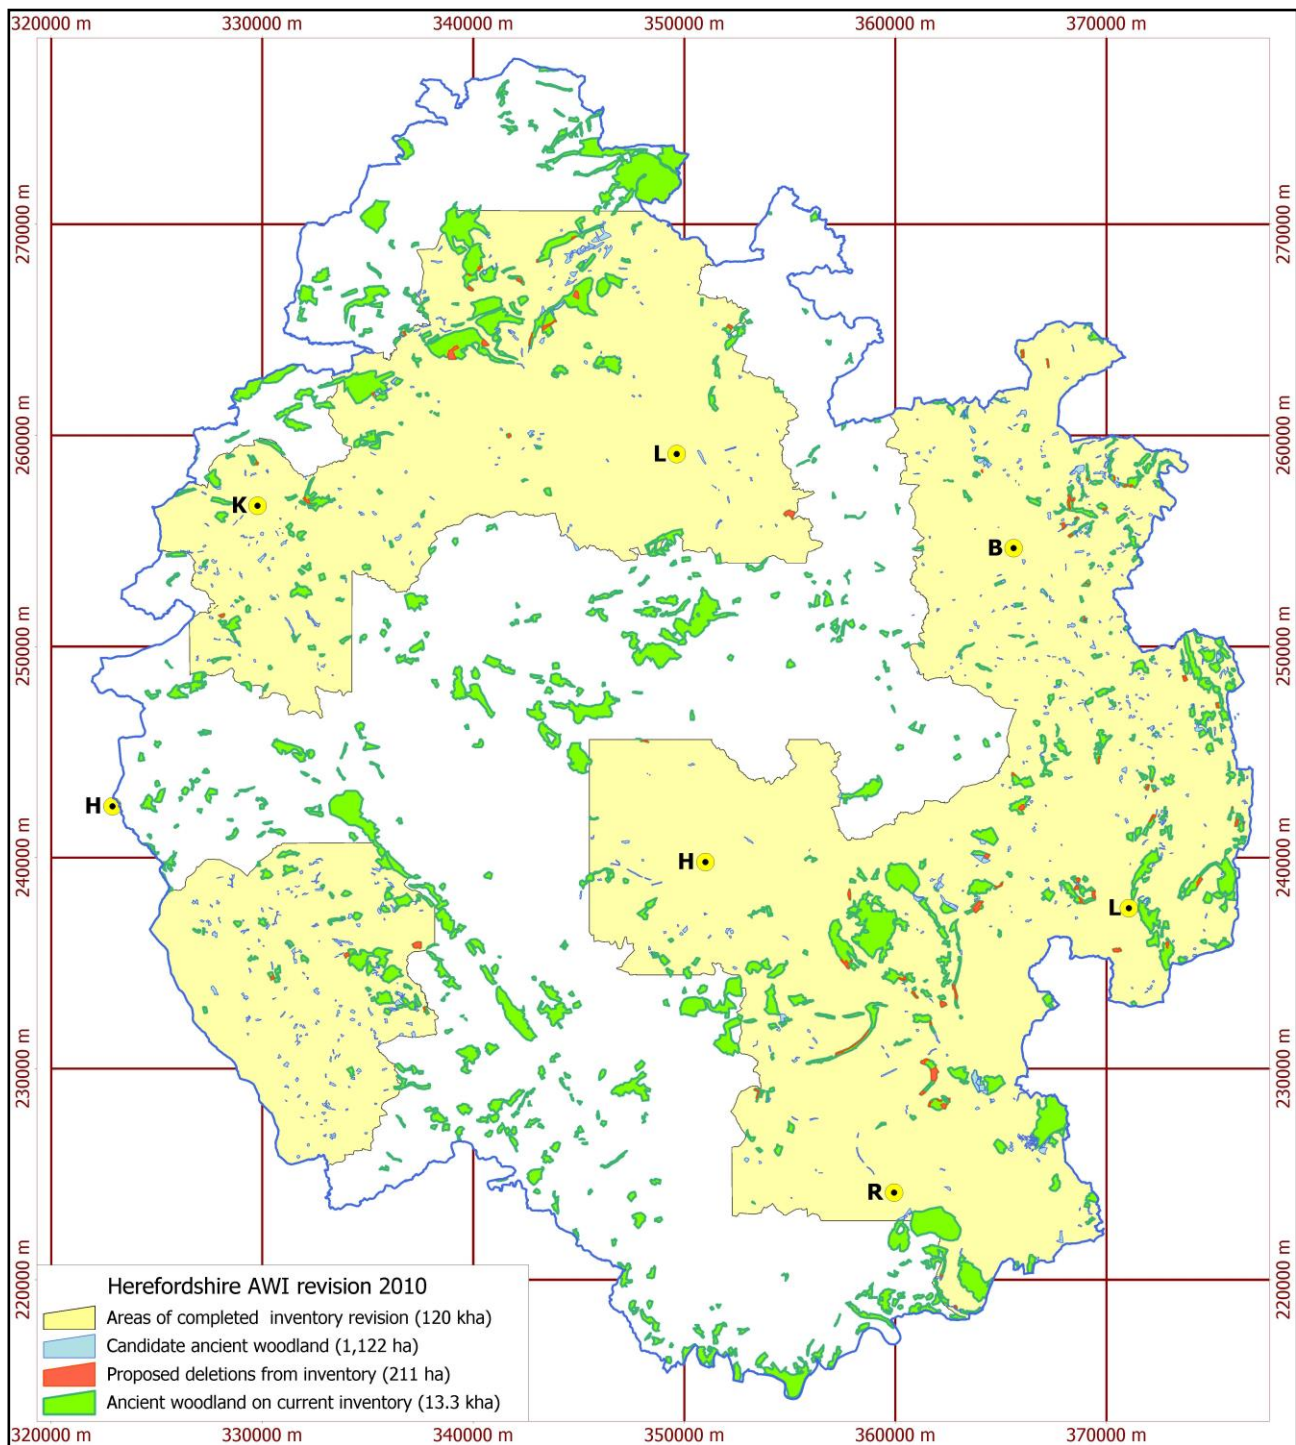 320000 m 330000 m 340000 m 350000 m 360000 m 370000 m
270000 m 270000 m
260000 m 260000 m
L
K
B
250000 m 250000 m
H
H
240000 m 240000 m
L
230000 m 230000 m
R
220000 m 220000 m
Herefordshire AWI revision 2010
Areas of completed inventory revision (120 kha)
Candidate ancient woodland (1,122 ha)
Proposed deletions from inventory (211 ha)
Ancient woodland on current inventory (13.3 kha)
320000 m 330000 m 340000 m 350000 m 360000 m 370000 m